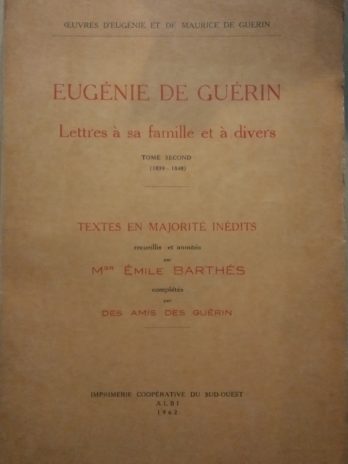 ŒUVRES D'EUGÉNIE ET DE MAURICE DE GUERIN
EUGÉNIE DE GUÉRIN
Lettres à sa famille et à divers
TOME SECOND
(1839-1848)
TEXTES EN MAJORITÉ INÉDITS
recueillis et annotés
par
Mgr ÉMILE BARTHÉS
complétés
par
DES AMIS DES GUÉRIN
IMPRIMERIE COOPÉRATIVE DU SUD-OUEST
ALBI
1962